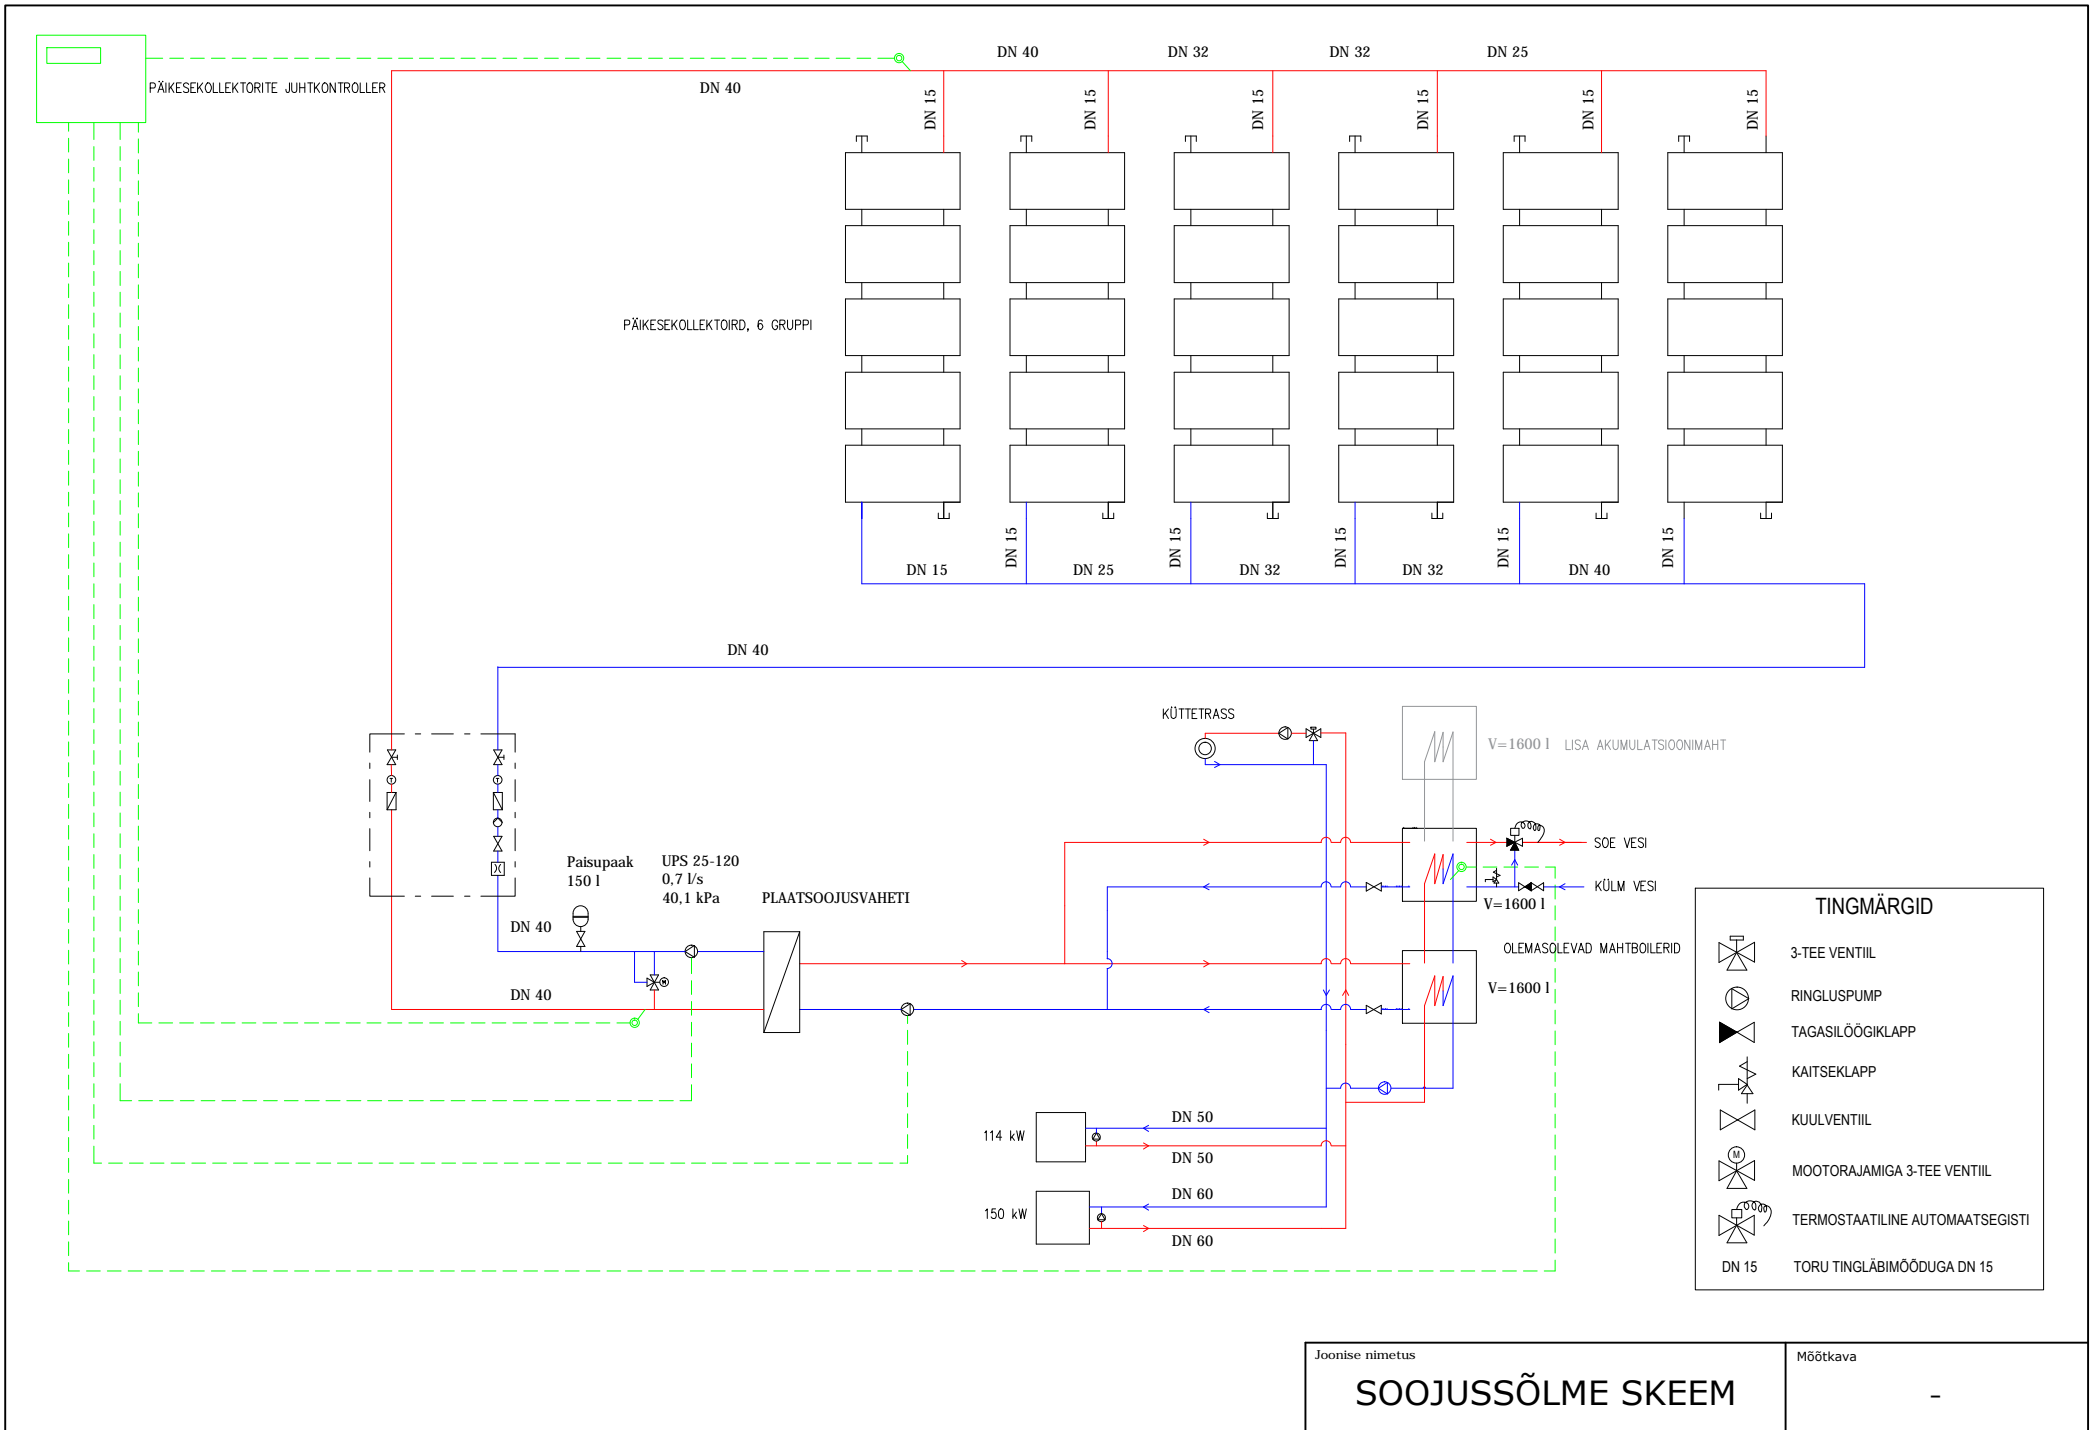 DN 40
DN 32
DN 32
DN 25
PÄIKESEKOLLEKTORITE JUHTKONTROLLER
DN 40
DN 15
DN 15
DN 15
DN 15
DN 15
DN 15
PÄIKESEKOLLEKTOIRD, 6 GRUPPI
DN 15
DN 15
DN 15
DN 15
DN 15
DN 15
DN 25
DN 32
DN 32
DN 40
DN 40
KÜTTETRASS
V=1600 l LISA AKUMULATSIOONIMAHT
T
T
SOE VESI
KÜLM VESI
V=1600 l
Paisupaak
150 l
UPS 25-120
0,7 l/s
40,1 kPa
PLAATSOOJUSVAHETI
DN 40
OLEMASOLEVAD MAHTBOILERID
V=1600 l
M
DN 40
114 kW
DN 50
DN 50
150 kW
DN 60
DN 60
TINGMÄRGID
3-TEE VENTIIL
RINGLUSPUMP
TAGASILÖÖGIKLAPP
KAITSEKLAPP
KUULVENTIIL
M
MOOTORAJAMIGA 3-TEE VENTIIL
TERMOSTAATILINE AUTOMAATSEGISTI
DN 15 TORU TINGLÄBIMÕÕDUGA DN 15
Joonise nimetus
SOOJUSSÕLME SKEEM
Mõõtkava
-